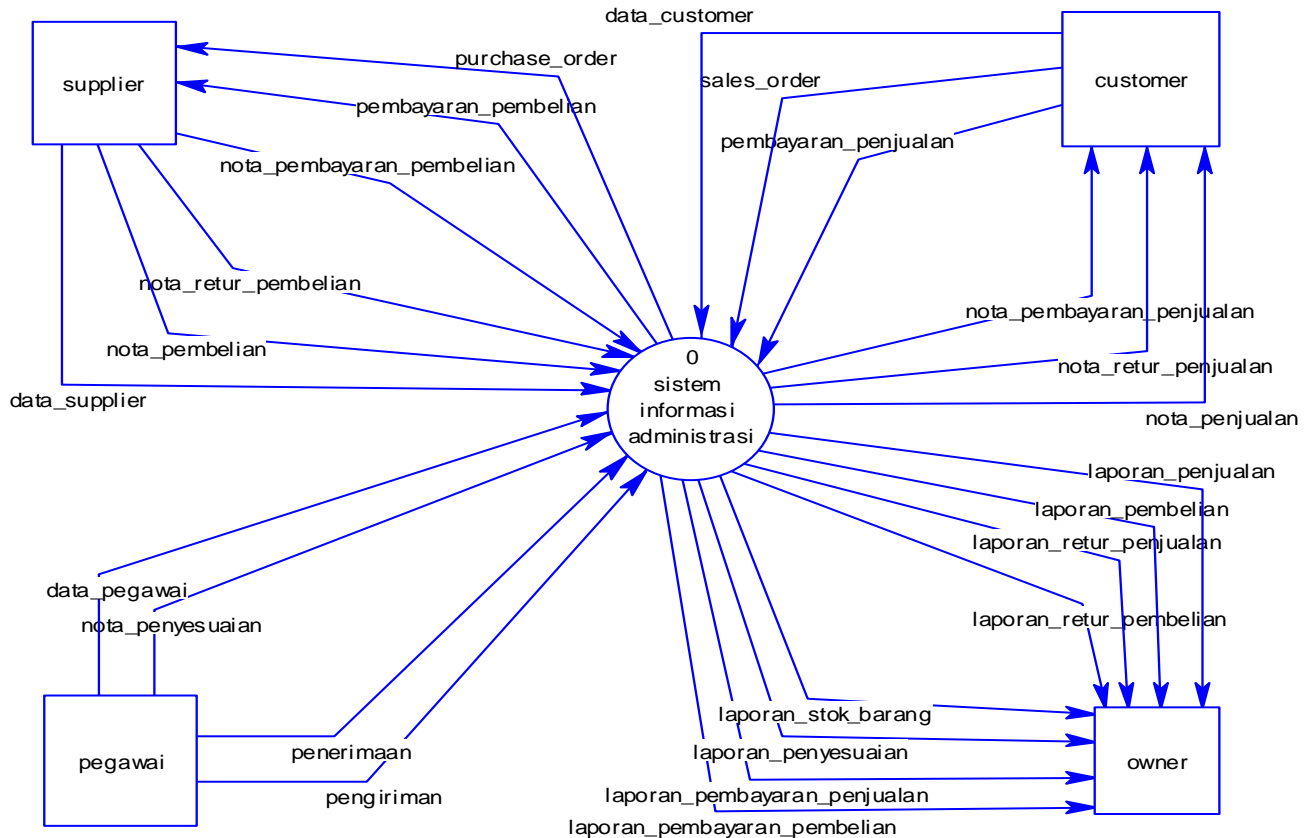 data_customer
supplier
purchase_order
sales_order
customer
pembayaran_pembelian
pembayaran_penjualan
nota_pembayaran_pembelian
nota_retur_pembelian
nota_pembayaran_penjualan
nota_pembelian
0
nota_retur_penjualan
data_supplier
sistem
informasi
administrasi
nota_penjualan
laporan_penjualan
laporan_pembelian
laporan_retur_penjualan
data_pegawai
nota_penyesuaian
laporan_retur_pembelian
laporan_stok_barang
penerimaan
laporan_penyesuaian
pegawai
owner
pengiriman
laporan_pembayaran_penjualan
laporan_pembayaran_pembelian